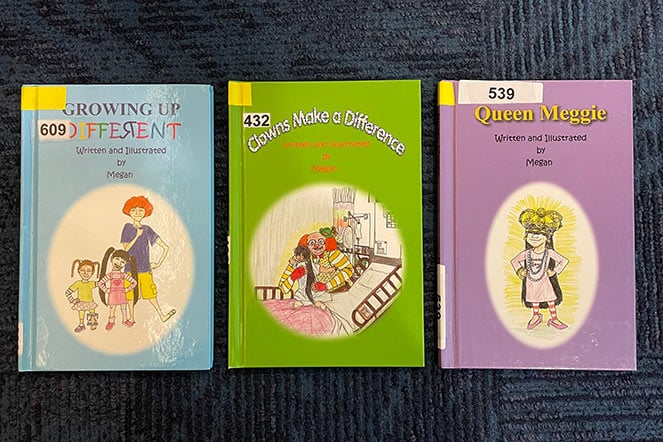 GROWING UP
609
DIFFERENT
Written and Illustrated
by
Megan
432
Clowns Make a Difference
Written and Illustrated
by
Megan
539
Queen Meggie
Written and Illustrated
by
Megan